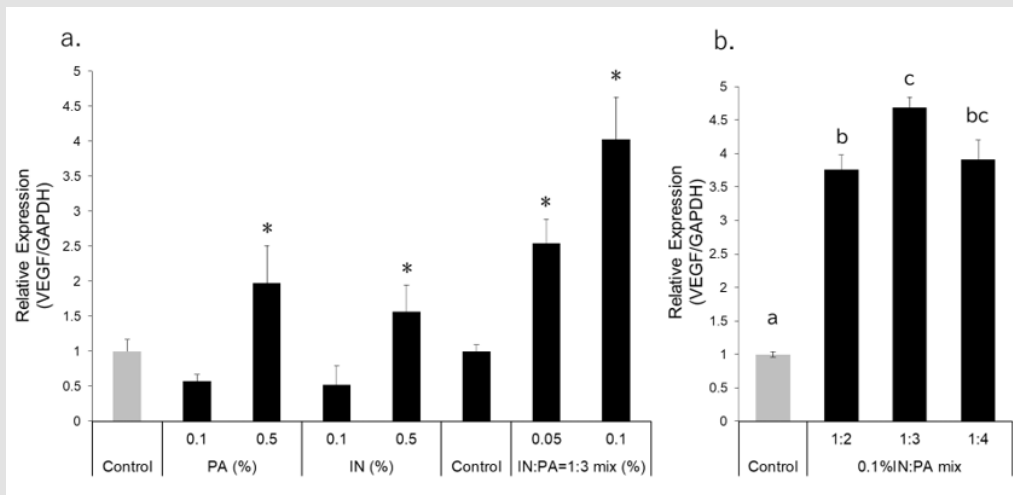 a.
5
4.5
4
3.5
3
2.5
2
1.5
1
0.5
0
Relative Expression
(VEGF/GAPDH)
*
*
*
*
0.1 0.5 0.1 0.5 0.05 0.1
Control PA (%) IN (%) Control IN:PA=1:3 mix (%)
b.
5
4.5
4
3.5
3
2.5
2
1.5
1
0.5
0
Relative Expression
(VEGF/GAPDH)
a
b
c
bc
1:2 1:3 1:4
Control 0.1%IN:PA mix